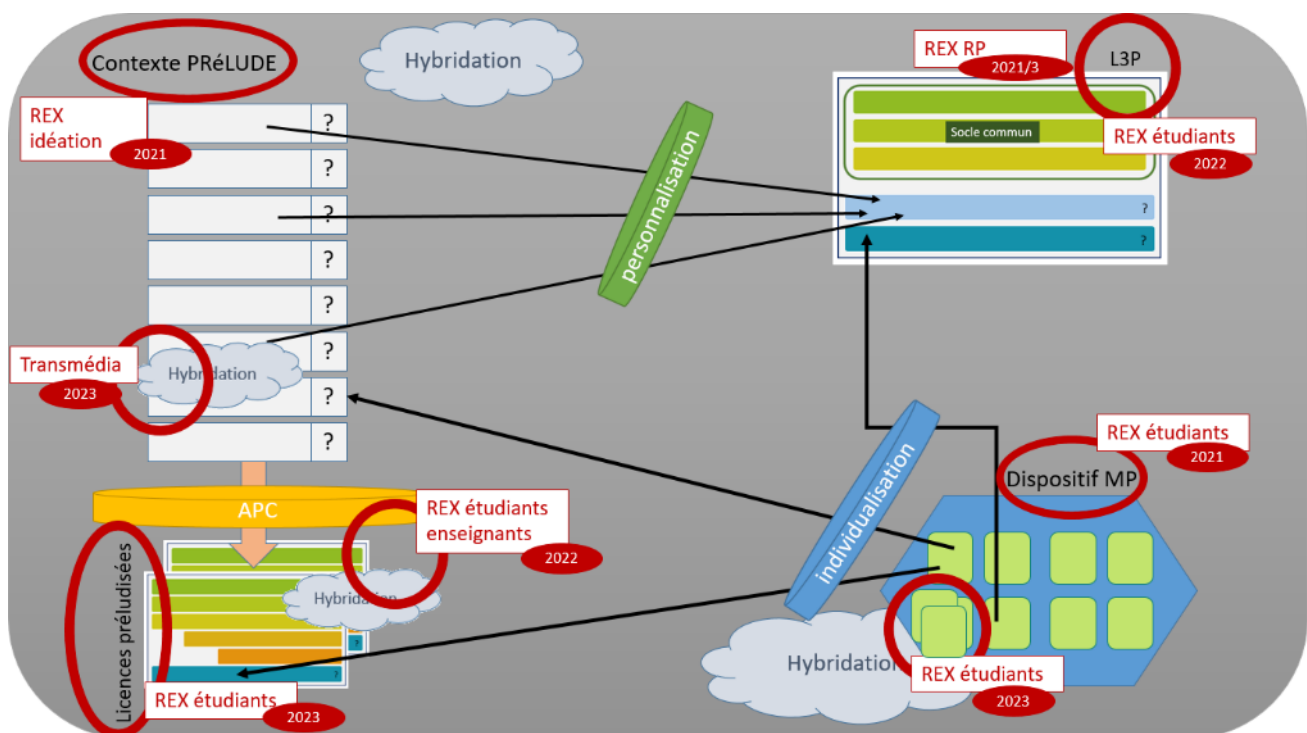 Contexte PRéLUDE
Hybridation
REX RP
2021/3
L3P
REX
idéation
2021
?
?
?
?
?
?
?
?
Socle commun
REX étudiants
2022
?
?
personnalisation
Transmédia
2023
Hybridation
APC
REX étudiants
enseignants
2022
Licences préludisées
Hybridation
?
?
REX étudiants
2023
individualisation
REX étudiants
2021
Dispositif MP
Hybridation
REX étudiants
2023